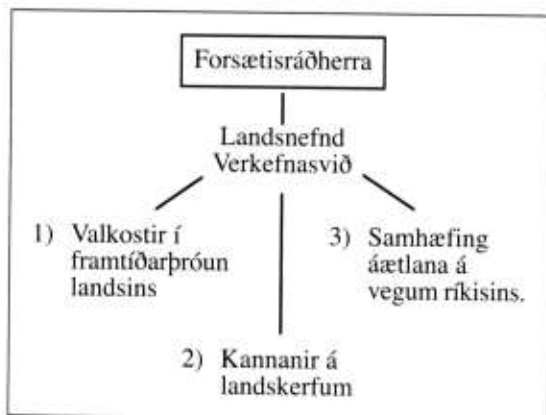 Forsætisráðherra
Landsnefnd
Verkefnasvið
1) Valkostir í
framtíðarþróun
landsins
3) Samhæfing
áætlana á
vegum ríkisins.
2) Kannanir á
landskerfum